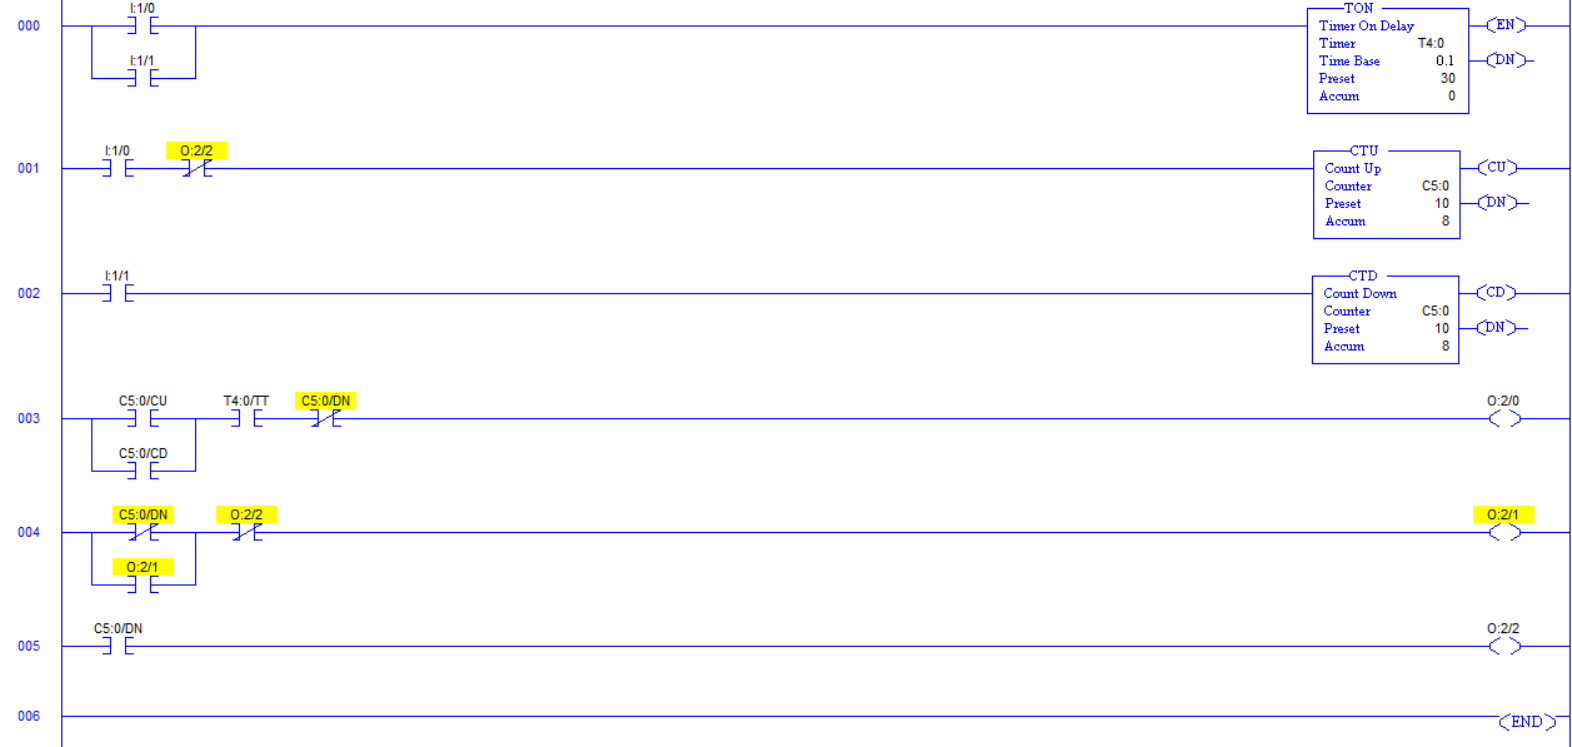 I:1/0
000
I:1/1
TON
Timer On Delay
Timer T4:0
Time Base 0.1
Preset 30
Accum 0
EN
DN
001
I:1/0
O:2/2
CTU
Count Up
Counter C5:0
Preset 10
Accum 8
CU
DN
002
I:1/1
CTD
Count Down
Counter C5:0
Preset 10
Accum 8
CD
DN
003
C5:0/CU
T4:0/TT
C5:0/DN
O:2/0
C5:0/CD
004
C5:0/DN
O:2/2
O:2/1
O:2/1
005
C5:0/DN
O:2/2
006
END